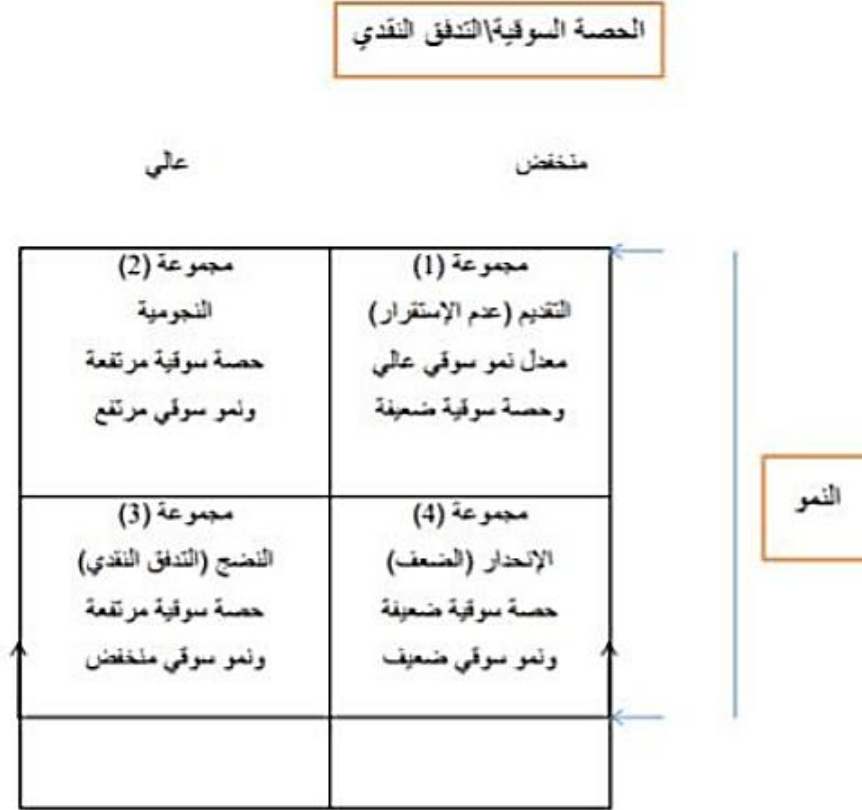 الحصة السوقية\التدفق النقدي
منخفض
عالي
مجموعة (1)
التقديم (عدم الإستقرار)
معدل نمو سوقي عالي
وحصة سوقية ضعيفة
مجموعة (2)
النجومية
حصة سوقية مرتفعة
ونمو سوقي مرتفع
النمو
مجموعة (4)
الإنحدار (الضعف)
حصة سوقية ضعيفة
ونمو سوقي ضعيف
مجموعة (3)
النضج (التدفق النقدي)
حصة سوقية مرتفعة
ونمو سوقي منخفض